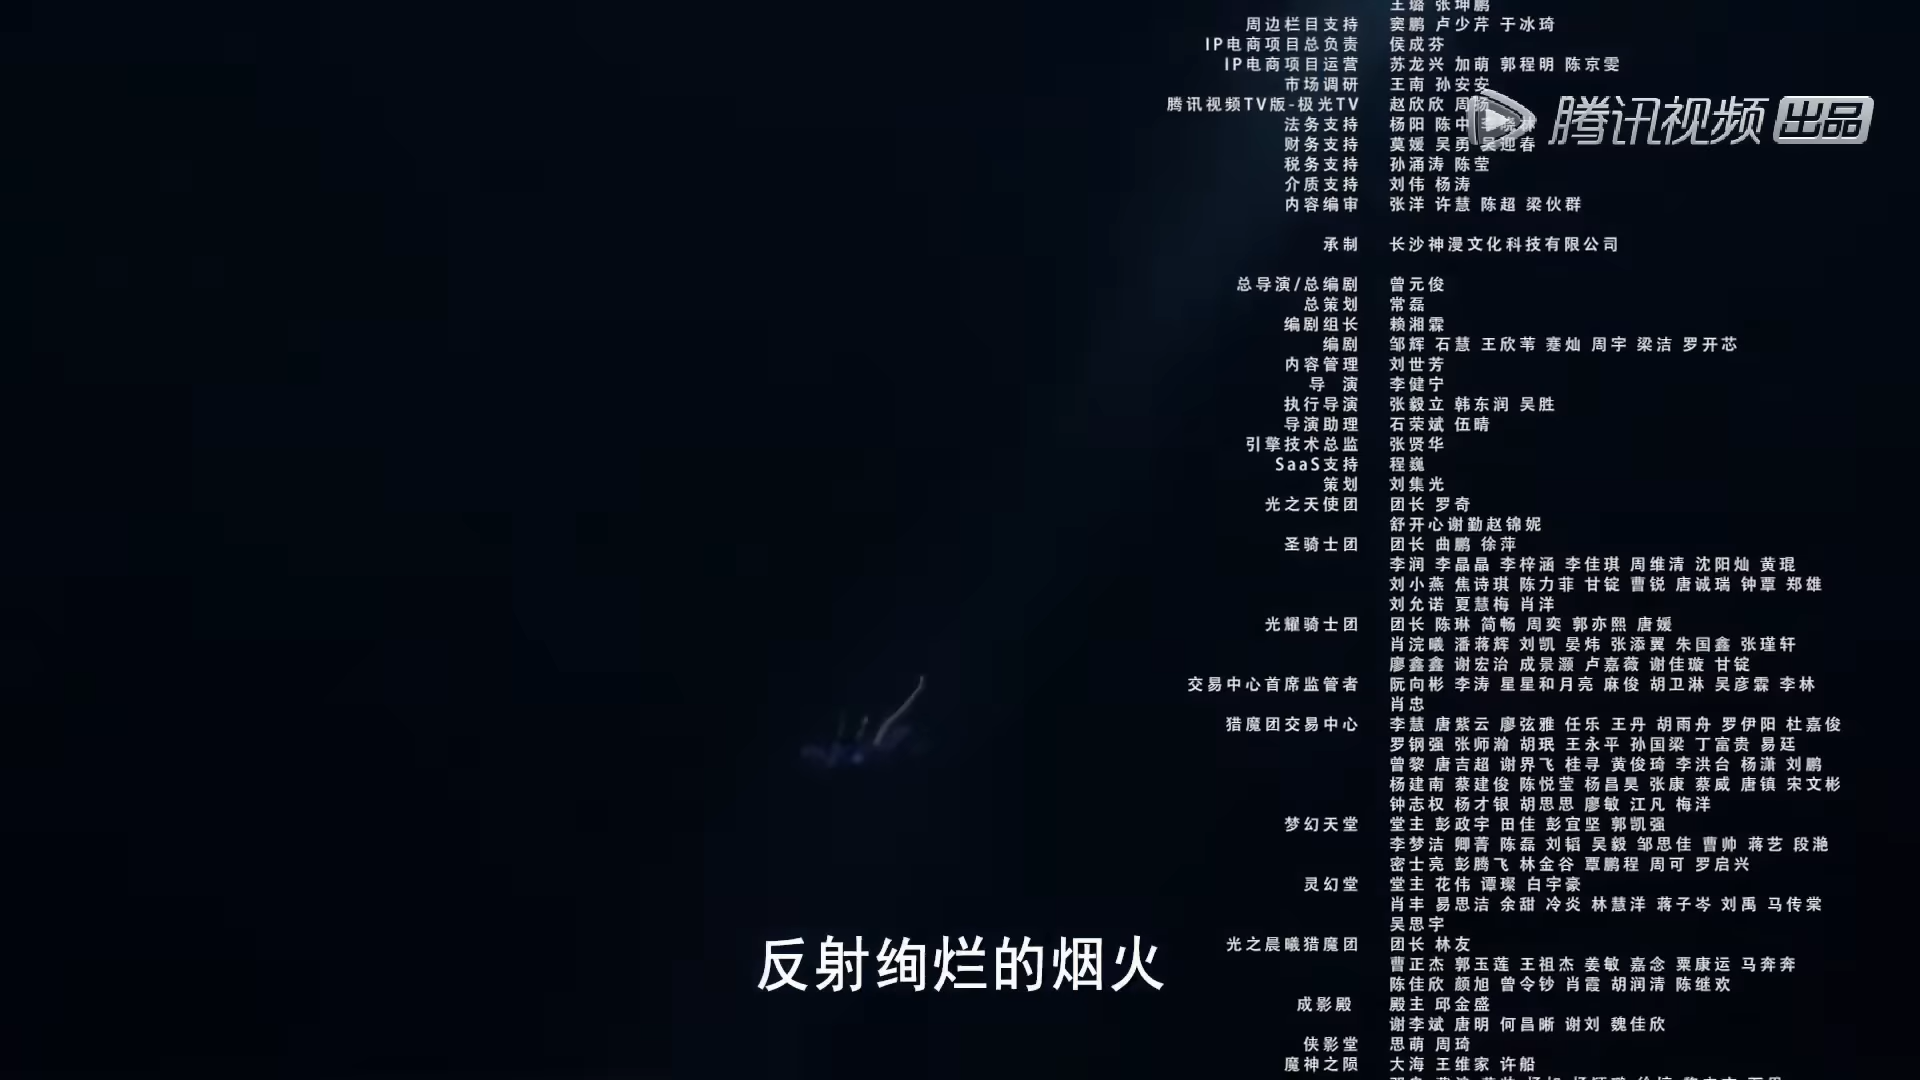 王璐 张坤鹏
周边栏目支持 窦鹏 卢少芹 于冰琦
IP电商项目总负责 侯成芬
IP电商项目运营 苏龙兴 加萌 郭程明 陈京雯
市场调研 王南 孙安安
腾讯视频TV版-极光TV 赵欣欣 周扬
腾讯视频 出品
法务支持 杨阳 陈中 李晓林
财务支持 莫媛 吴勇 吴迎春
税务支持 孙涌涛 陈莹
介质支持 刘伟 杨涛
内容编审 张洋 许慧 陈超 梁伙群
承制 长沙神漫文化科技有限公司
总导演/总编剧 曾元俊
总策划 常磊
编剧组长 赖湘霖
编剧 邹辉 石慧 王欣苇 蹇灿 周宇 梁洁 罗开芯
内容管理 刘世芳
导 演 李健宁
执行导演 张毅立 韩东润 吴胜
导演助理 石荣斌 伍晴
引擎技术总监 张贤华
SaaS支持 程巍
策划 刘集光
光之天使团 团长 罗奇
舒开心谢勤赵锦妮
圣骑士团 团长 曲鹏 徐萍
李润 李晶晶 李梓涵 李佳琪 周维清 沈阳灿 黄琨
刘小燕 焦诗琪 陈力菲 甘锭 曹锐 唐诚瑞 钟覃 郑雄
刘允诺 夏慧梅 肖洋
光耀骑士团 团长 陈琳 简畅 周奕 郭亦熙 唐媛
肖浣曦 潘蒋辉 刘凯 晏炜 张添翼 朱国鑫 张瑾轩
廖鑫鑫 谢宏治 成景灏 卢嘉薇 谢佳璇 甘锭
交易中心首席监管者 阮向彬 李涛 星星和月亮 麻俊 胡卫淋 吴彦霖 李林
肖忠
猎魔团交易中心 李慧 唐紫云 廖弦雅 任乐 王丹 胡雨舟 罗伊阳 杜嘉俊
罗钢强 张师瀚 胡珉 王永平 孙国梁 丁富贵 易廷
曾黎 唐吉超 谢界飞 桂寻 黄俊琦 李洪台 杨潇 刘鹏
杨建南 蔡建俊 陈悦莹 杨昌昊 张康 蔡威 唐镇 宋文彬
钟志权 杨才银 胡思思 廖敏 江凡 梅洋
梦幻天堂 堂主 彭政宇 田佳 彭宜坚 郭凯强
李梦洁 卿菁 陈磊 刘韬 吴毅 邹思佳 曹帅 蒋艺 段滟
密士亮 彭腾飞 林金谷 覃鹏程 周可 罗启兴
灵幻堂 堂主 花伟 谭璨 白宇豪
肖丰 易思洁 余甜 冷炎 林慧洋 蒋子岑 刘禹 马传棠
吴思宇
光之晨曦猎魔团 团长 林友
曹正杰 郭玉莲 王祖杰 姜敏 嘉念 粟康运 马奔奔
陈佳欣 颜旭 曾令钞 肖霞 胡润清 陈继欢
成影殿 殿主 邱金盛
谢李斌 唐明 何昌晰 谢刘 魏佳欣
侠影堂 思萌 周琦
魔神之陨 大海 王维家 许船
反射绚烂的烟火